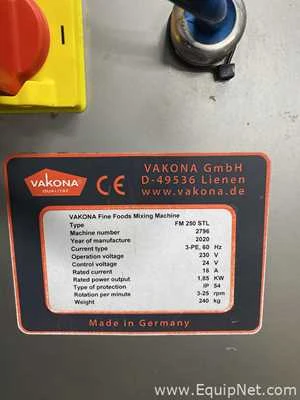 VAKONA
QUALITÄT
CE
VAKONA GmbH
D-49536 Lienen
www.vakona.de
VAKONA Fine Foods Mixing Machine
Type FM 250 STL
Machine number 2796
Year of manufacture 2020
Current type 3-PE, 60 Hz
Operation voltage 230 V
Control voltage 24 V
Rated current 16 A
Rated power output 1,85 KW
Type of protection IP 54
Rotation per minute 3-25 rpm
Weight 240 kg
Made in Germany
© www.EquipNet.com